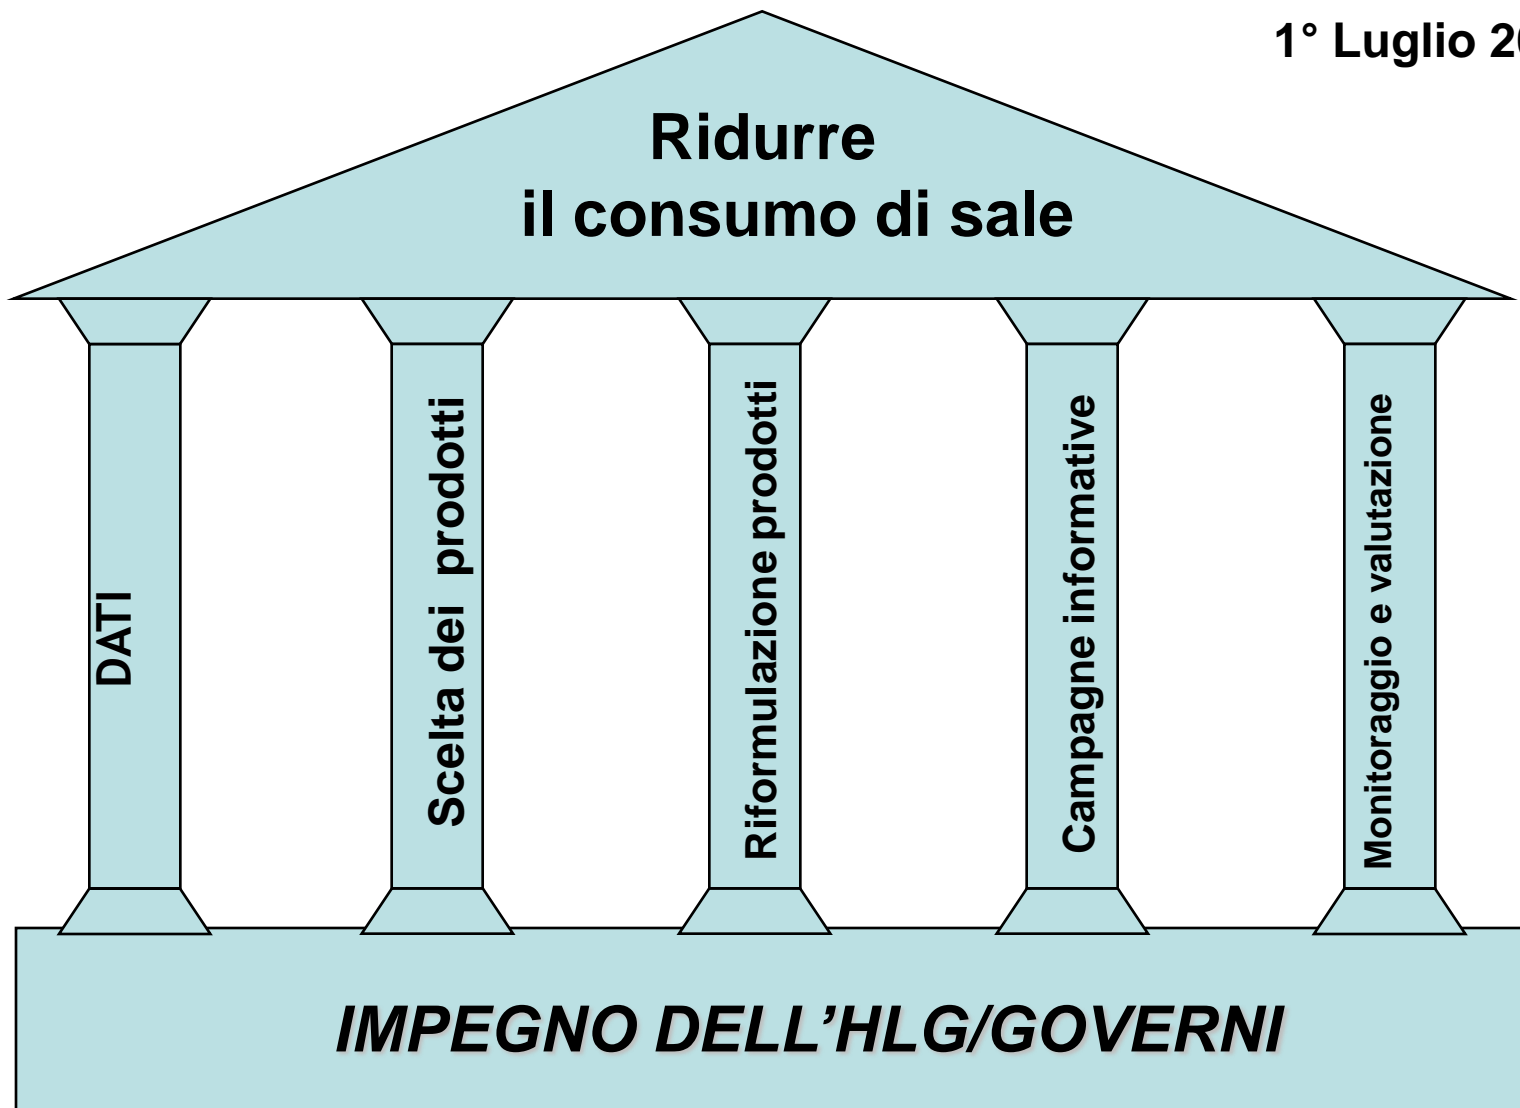 1° Luglio
Ridurre
il consumo di sale
DATI
Scelta dei prodotti
Riformulazione prodotti
Campagne informative
Monitoraggio e valutazione
IMPEGNO DELL’HLG/GOVERNI